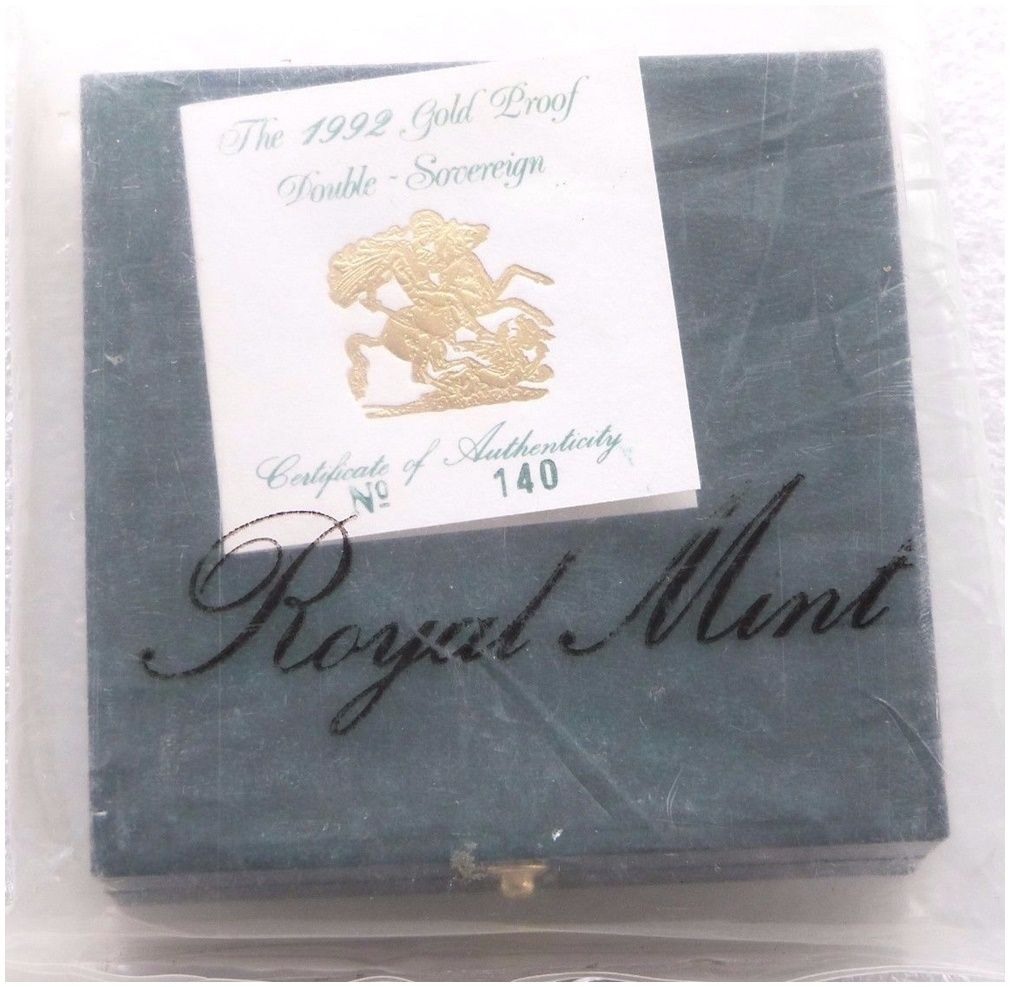 The 1992 Gold Proof
Double - Sovereign
Certificate of Authenticity
Nº 140
Royal Mint